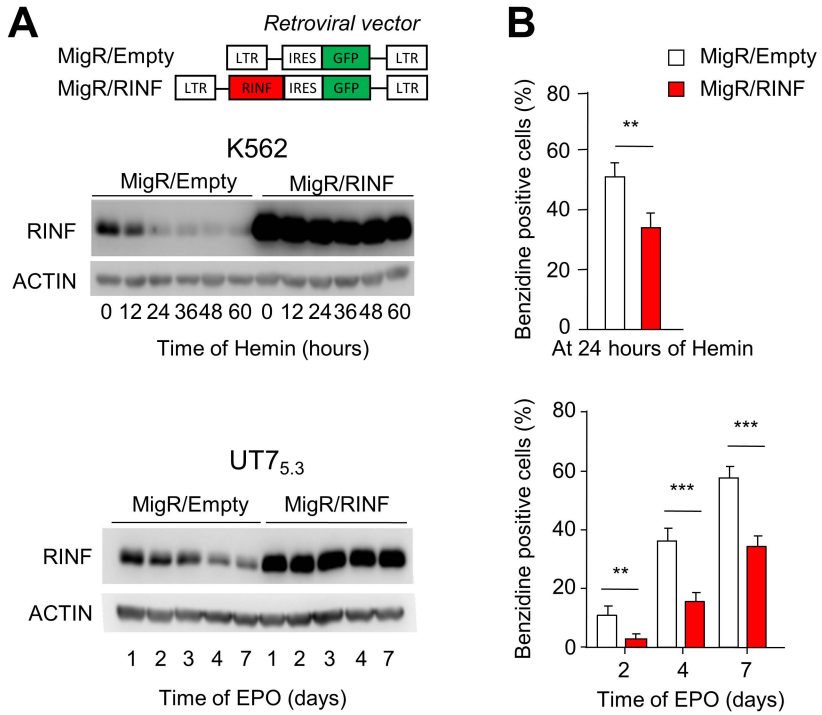 A
Retroviral vector
MigR/Empty
LTR IRES GFP LTR
MigR/RINF
LTR RINF IRES GFP LTR
K562
MigR/Empty MigR/RINF
RINF
ACTIN
0 12 24 36 48 60 0 12 24 36 48 60
Time of Hemin (hours)
UT75.3
MigR/Empty MigR/RINF
RINF
ACTIN
1 2 3 4 7 1 2 3 4 7
Time of EPO (days)
B
MigR/Empty
MigR/RINF
Benzidine positive cells (%)
80
60
40
20
0
**
At 24 hours of Hemin
Benzidine positive cells (%)
80
60
40
20
0
**
***
***
2 4 7
Time of EPO (days)